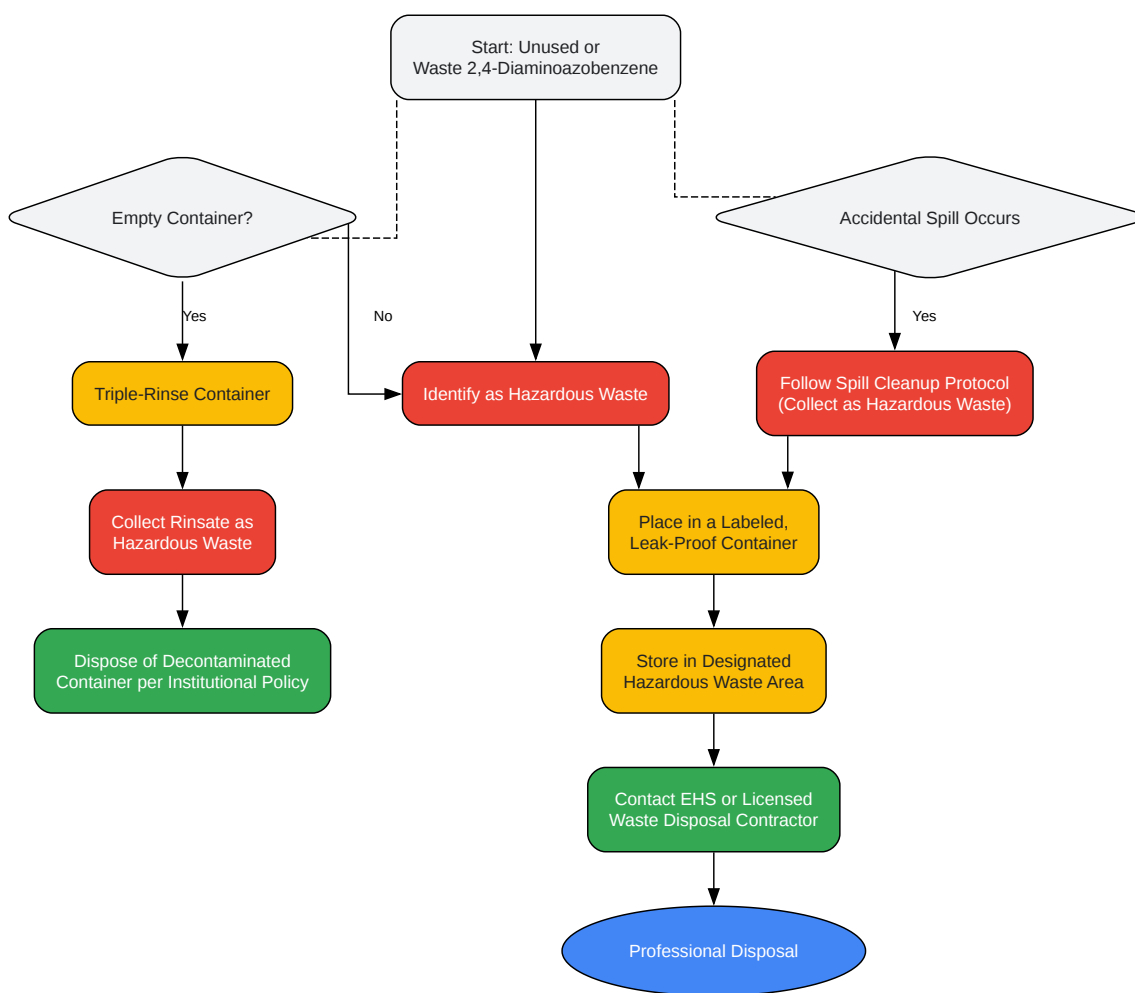 Start: Unused or
Waste 2,4-Diaminoazobenzene
Empty Container?
Accidental Spill Occurs
Yes
No
Yes
Triple-Rinse Container
Identify as Hazardous Waste
Follow Spill Cleanup Protocol
(Collect as Hazardous Waste)
Collect Rinsate as
Hazardous Waste
Place in a Labeled,
Leak-Proof Container
Dispose of Decontaminated
Container per Institutional Policy
Store in Designated
Hazardous Waste Area
Contact EHS or Licensed
Waste Disposal Contractor
Professional Disposal